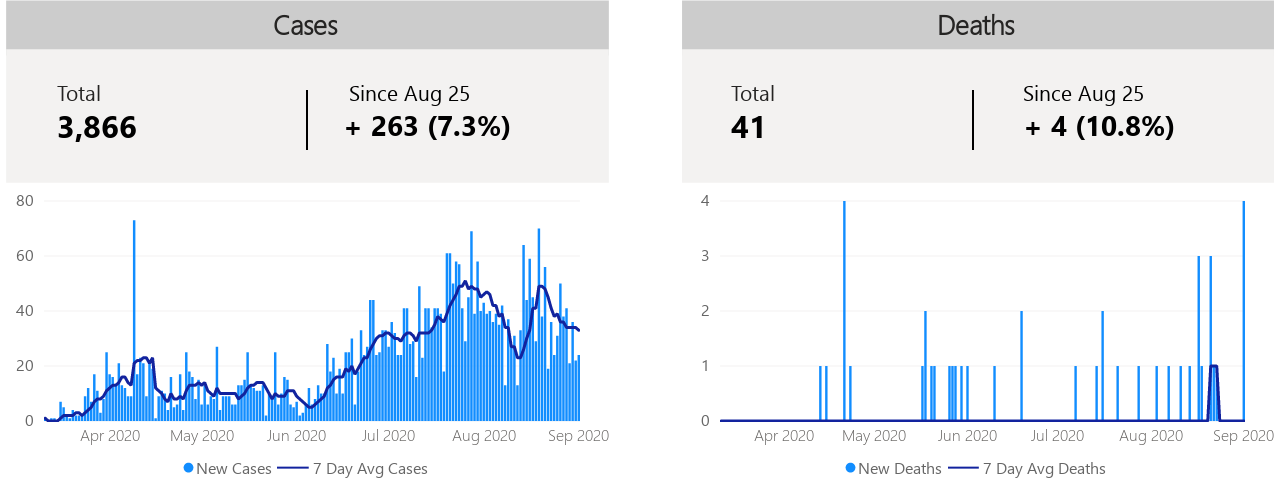 Cases
Total
Since Aug 25
3,866
+ 263 (7.3%)
80
60
40
20
0
Apr 2020 May 2020 Jun 2020 Jul 2020 Aug 2020 Sep 2020
New Cases 7 Day Avg Cases
Deaths
Total
Since Aug 25
41
+ 4 (10.8%)
4
3
2
1
0
Apr 2020 May 2020 Jun 2020 Jul 2020 Aug 2020 Sep 2020
New Deaths 7 Day Avg Deaths